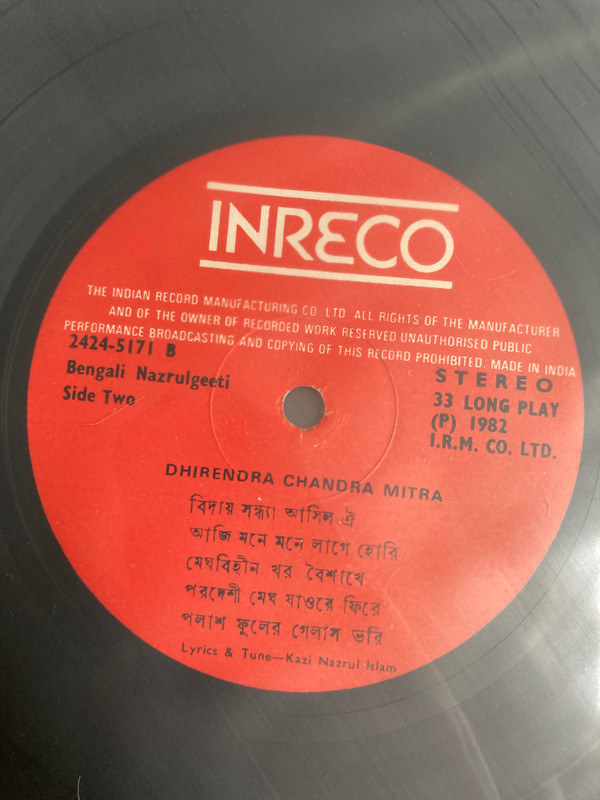 INRECO
THE INDIAN RECORD MANUFACTURING CO. LTD. ALL RIGHTS OF THE MANUFACTURER
AND OF THE OWNER OF RECORDED WORK RESERVED UNAUTHORISED PUBLIC
PERFORMANCE BROADCASTING AND COPYING OF THIS RECORD PROHIBITED. MADE IN INDIA
2424-5171 B
Bengali Nazrulgeeti
Side Two
STEREO
33 LONG PLAY
(P) 1982
I.R.M. CO. LTD.
DHIRENDRA CHANDRA MITRA
বিদায় সন্ধ্যা আসিল ঐ
আজি মনে মনে লাগে হোরি
মেঘবিহীন খর বৈশাখে
পরদেশী মেঘ যাওরে ফিরে
পলাশ ফুলের গেলাস ভরি
Lyrics & Tune—Kazi Nazrul Islam